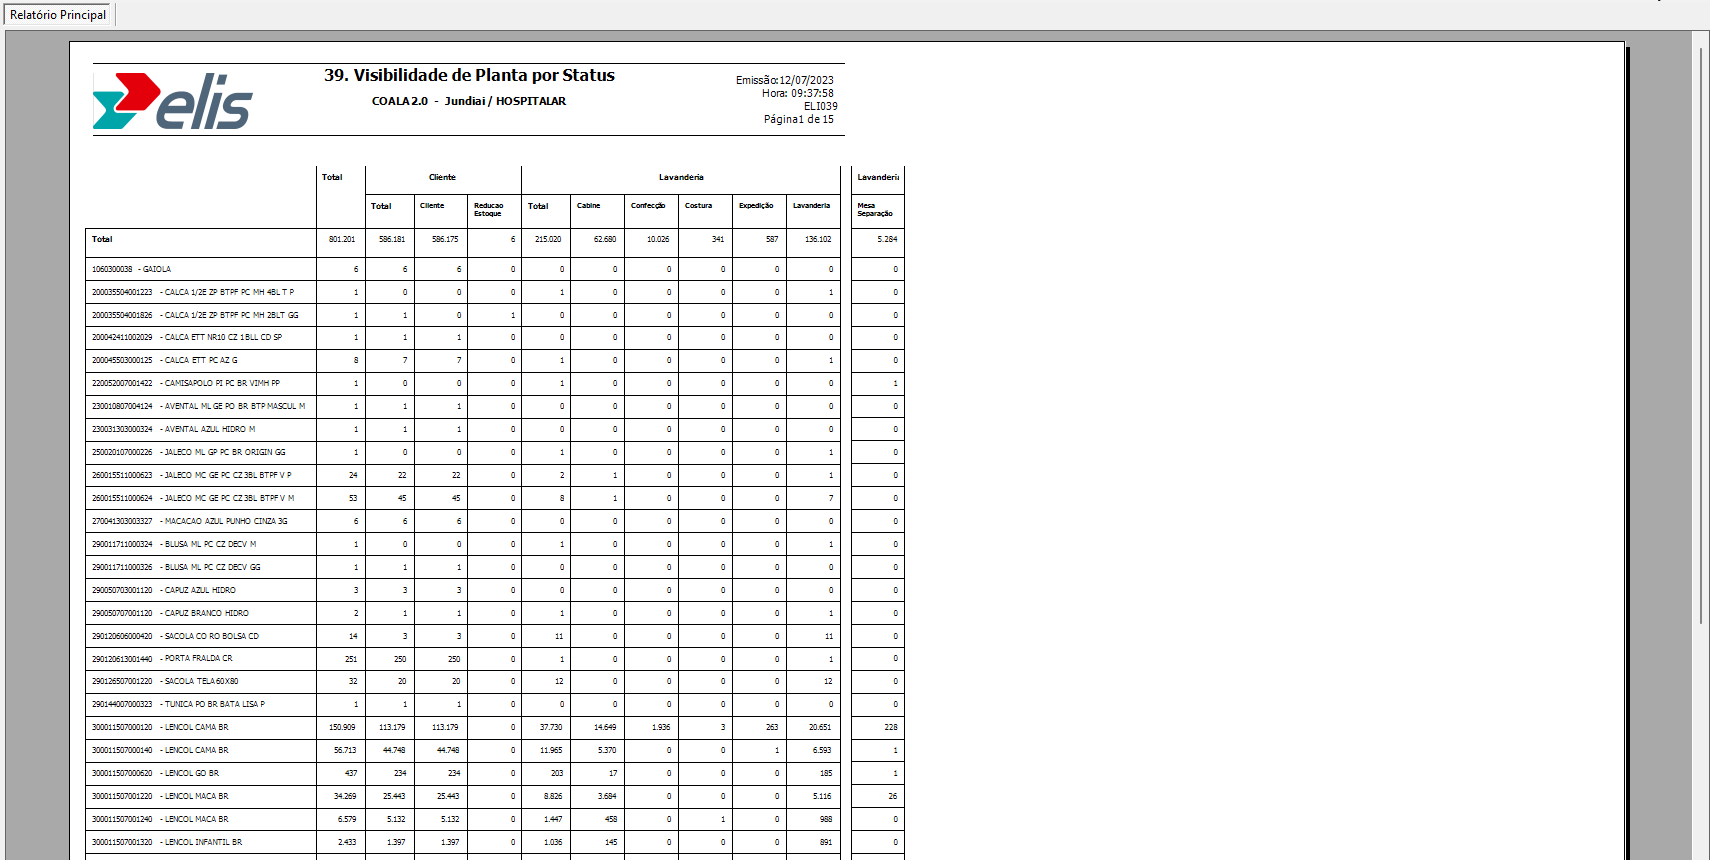 Relatório Principal
elis
39. Visibilidade de Planta por Status
COALA 2.0 - Jundiai / HOSPITALAR
Emissão:12/07/2023
Hora: 09:37:58
ELI039
Página1 de 15
Total Cliente Lavanderia Lavanderi
Total Cliente Reducao Estoque Total Cabine Confecção Costura Expedição Lavanderia Mesa Separação
Total 801.201 586.181 586.175 6 215.020 62.680 10.026 341 587 136.102 5.284
1060300038 - GAIOLA 6 6 6 0 0 0 0 0 0 0 0
200035504001223 - CALCA 1/2E ZP BTPF PC MH 4BL T P 1 0 0 0 1 0 0 0 0 1 0
200035504001826 - CALCA 1/2E ZP BTPF PC MH 2BLT GG 1 1 0 1 0 0 0 0 0 0 0
200042411002029 - CALCA ETT NR10 CZ 1BLL CD SP 1 1 1 0 0 0 0 0 0 0 0
200045503000125 - CALCA ETT PC AZ G 8 7 7 0 1 0 0 0 0 1 0
220052007001422 - CAMISAPOLO PI PC BR VIMH PP 1 0 0 0 1 0 0 0 0 0 1
230010807004124 - AVENTAL ML GE PO BR BTP MASCUL M 1 1 1 0 0 0 0 0 0 0 0
230031303000324 - AVENTAL AZUL HIDRO M 1 1 1 0 0 0 0 0 0 0 0
250020107000226 - JALECO ML GP PC BR ORIGIN GG 1 0 0 0 1 0 0 0 0 1 0
260015511000623 - JALECO MC GE PC CZ 3BL BTPF V P 24 22 22 0 2 1 0 0 0 1 0
260015511000624 - JALECO MC GE PC CZ 3BL BTPF V M 53 45 45 0 8 1 0 0 0 7 0
270041303003327 - MACACAO AZUL PUNHO CINZA 3G 6 6 6 0 0 0 0 0 0 0 0
290011711000324 - BLUSA ML PC CZ DECV M 1 0 0 0 1 0 0 0 0 1 0
290011711000326 - BLUSA ML PC CZ DECV GG 1 1 1 0 0 0 0 0 0 0 0
290050703001120 - CAPUZ AZUL HIDRO 3 3 3 0 0 0 0 0 0 0 0
290050707001120 - CAPUZ BRANCO HIDRO 2 1 1 0 1 0 0 0 0 1 0
290120606000420 - SACOLA CO RO BOLSA CD 14 3 3 0 11 0 0 0 0 11 0
290120613001440 - PORTA FRALDA CR 251 250 250 0 1 0 0 0 0 1 0
290126507001220 - SACOLA TELA 60X80 32 20 20 0 12 0 0 0 0 12 0
290144007000323 - TUNICA PO BR BATA LISA P 1 1 1 0 0 0 0 0 0 0 0
300011507000120 - LENCOL CAMA BR 150.909 113.179 113.179 0 37.730 14.649 1.936 3 263 20.651 228
300011507000140 - LENCOL CAMA BR 56.713 44.748 44.748 0 11.965 5.370 0 0 1 6.593 1
300011507000620 - LENCOL GO BR 437 234 234 0 203 17 0 0 0 185 1
300011507001220 - LENCOL MACA BR 34.269 25.443 25.443 0 8.826 3.684 0 0 0 5.116 26
300011507001240 - LENCOL MACA BR 6.579 5.132 5.132 0 1.447 458 0 1 0 988 0
300011507001320 - LENCOL INFANTIL BR 2.433 1.397 1.397 0 1.036 145 0 0 0 891 0